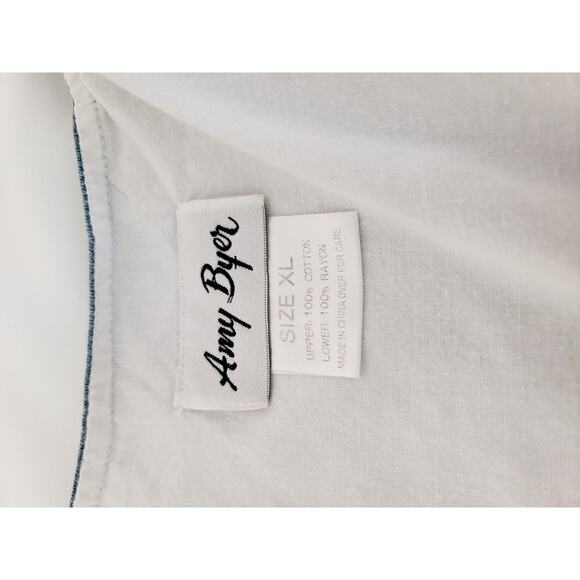 Amy Byer
SIZE XL
UPPER: 100% COTTON
LOWER: 100% RAYON
MADE IN CHINA OVER FOR CARE